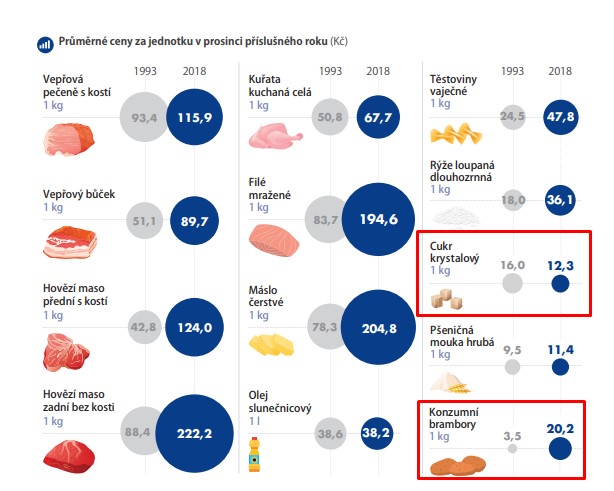 Průměrné ceny za jednotku v prosinci příslušného roku (Kč)
1993 2018
Vepřová
pečeně s kostí
1 kg
93,4 115,9
Vepřový bůček
1 kg
51,1 89,7
Hovězí maso
přední s kostí
1 kg
42,8 124,0
Hovězí maso
zadní bez kosti
1 kg
88,4 222,2
1993 2018
Kuřata
kuchaná celá
1 kg
50,8 67,7
Filé
mražené
1 kg
83,7 194,6
Máslo
čerstvé
1 kg
78,3 204,8
Olej
slunečnicový
1 l
38,6 38,2
1993 2018
Těstoviny
vaječné
1 kg
24,5 47,8
Rýže loupaná
dlouhozrnná
1 kg
18,0 36,1
Cukr
krystalový
1 kg
16,0 12,3
Pšeničná
mouka hrubá
1 kg
9,5 11,4
Konzumní
brambory
1 kg
3,5 20,2